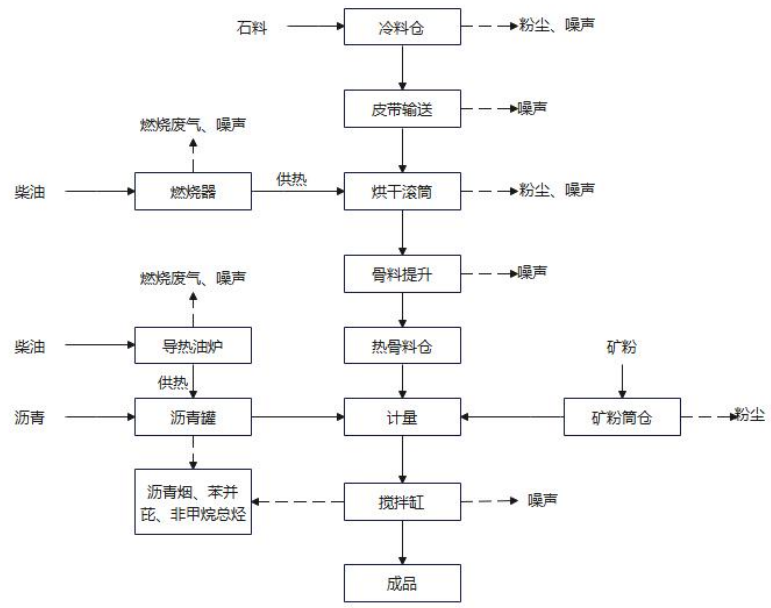 石料
冷料仓
粉尘、噪声
皮带输送
噪声
燃烧废气、噪声
柴油
燃烧器
供热
烘干滚筒
粉尘、噪声
骨料提升
噪声
燃烧废气、噪声
柴油
导热油炉
热骨料仓
矿粉
供热
沥青
沥青罐
计量
矿粉筒仓
粉尘
沥青烟、苯并
芘、非甲烷总烃
搅拌缸
噪声
成品